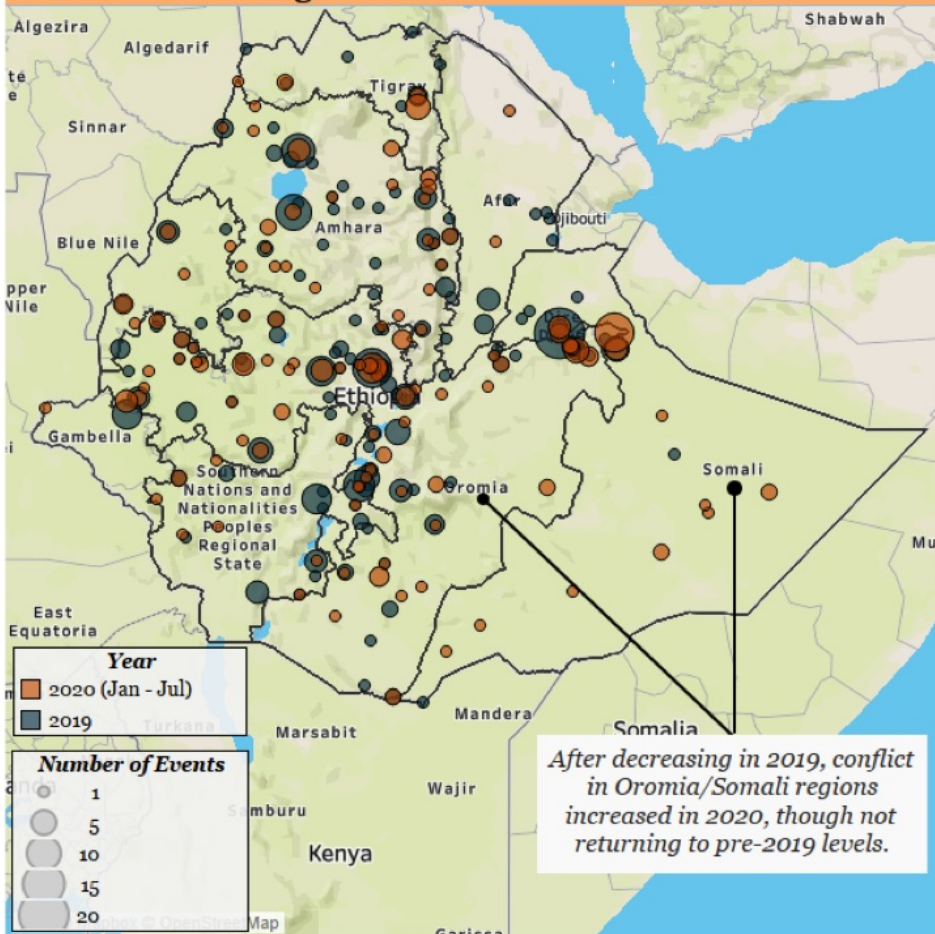 Shabwah
Algezira
Algedarif
Tigray
Sinnar
Afar
Djibouti
Blue Nile
Amhara
Nile
Ethiopia
Gambella
Somali
Oromia
Southern
Nations and
Nationalities
Peoples
Regional
State
East
Equatoria
Year
2020 (Jan - Jul)
2019
Turkana
Marsabit
Mandera
Somalia
Number of Events
1
5
10
15
20
Wajir
Samburu
Kenya
After decreasing in 2019, conflict
in Oromia/Somali regions
increased in 2020, though not
returning to pre-2019 levels.
© OpenStreetMap